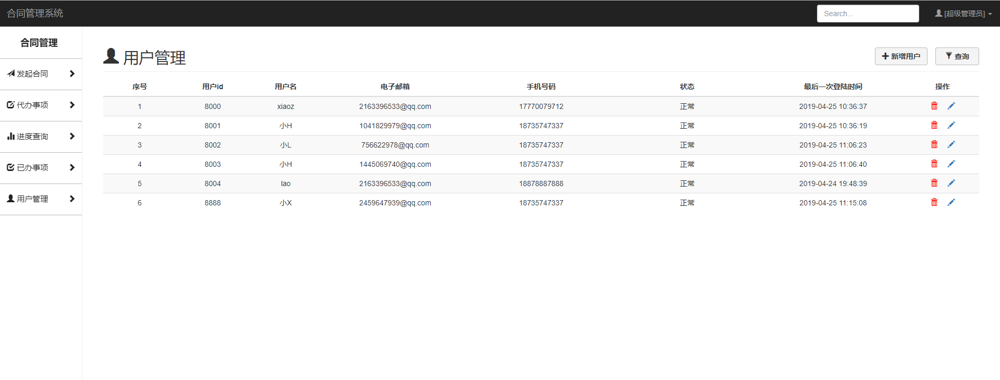 合同管理系统 Search... [超级管理员]
合同管理
发起合同
代办事项
进度查询
已办事项
用户管理
用户管理 新增用户 查询
序号 用户id 用户名 电子邮箱 手机号码 状态 最后一次登陆时间 操作
1 8000 xiaoz 2163396533@qq.com 17770079712 正常 2019-04-25 10:36:37
2 8001 小H 1041829979@qq.com 18735747337 正常 2019-04-25 10:36:19
3 8002 小L 756622978@qq.com 18735747337 正常 2019-04-25 11:06:23
4 8003 小H 1445069740@qq.com 18735747337 正常 2019-04-25 11:06:40
5 8004 lao 2163396533@qq.com 18878887888 正常 2019-04-24 19:48:39
6 8888 小X 2459647939@qq.com 18735747337 正常 2019-04-25 11:15:08